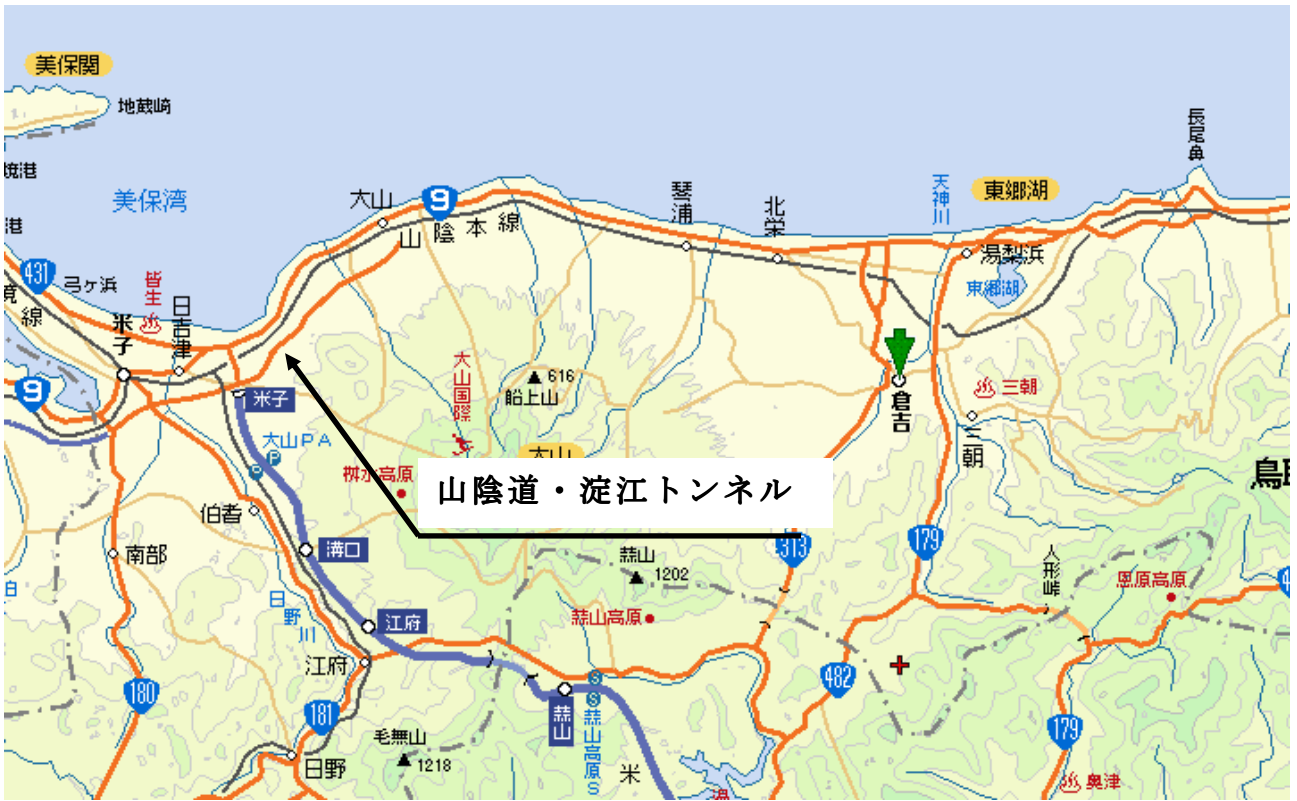 美保関
地蔵崎
境港
港
美保湾
大山
9
山陰本線
琴浦
北栄
天神川
東郷湖
長尾鼻
湯梨浜
東郷湖
431
弓ヶ浜
境
線
皆生
日吉津
米子
9
米子
大山PA
大山国際
616
船上山
大山
桝水高原
倉吉
三朝
三朝
鳥取
山陰道・淀江トンネル
伯耆
溝口
南部
日野川
江府
江府
蒜山
1202
蒜山高原
313
179
人形峠
恩原高原
180
181
482
179
蒜山
蒜山高原S
毛無山
1218
日野
米
奥津